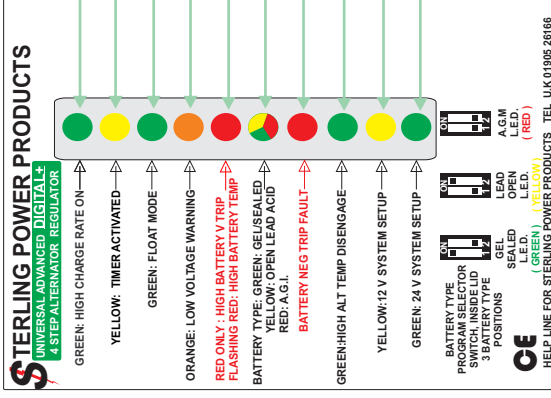 STERLING POWER PRODUCTS
UNIVERSAL ADVANCED DIGITAL±
4 STEP ALTERNATOR REGULATOR
GREEN: HIGH CHARGE RATE ON
YELLOW: TIMER ACTIVATED
GREEN: FLOAT MODE
ORANGE: LOW VOLTAGE WARNING
RED ONLY : HIGH BATTERY V TRIP
FLASHING RED: HIGH BATTERY TEMP
BATTERY TYPE: GREEN: GEL/SEALED
YELLOW: OPEN LEAD ACID
RED: A.G.I.
BATTERY NEG TRIP FAULT
GREEN:HIGH ALT TEMP DISENGAGE
YELLOW:12 V SYSTEM SETUP
GREEN: 24 V SYSTEM SETUP
BATTERY TYPE
PROGRAM SELECTOR
SWITCH, INSIDE LID
3 BATTERY TYPE
POSITIONS
ON
1 2
GEL
SEALED
L.E.D.
( GREEN )
ON
1 2
LEAD
OPEN
L.E.D.
( YELLOW )
ON
1 2
A.G.M
L.E.D.
( RED )
CE
HELP LINE FOR STERLING POWER PRODUCTS TEL U.K 01905 26166